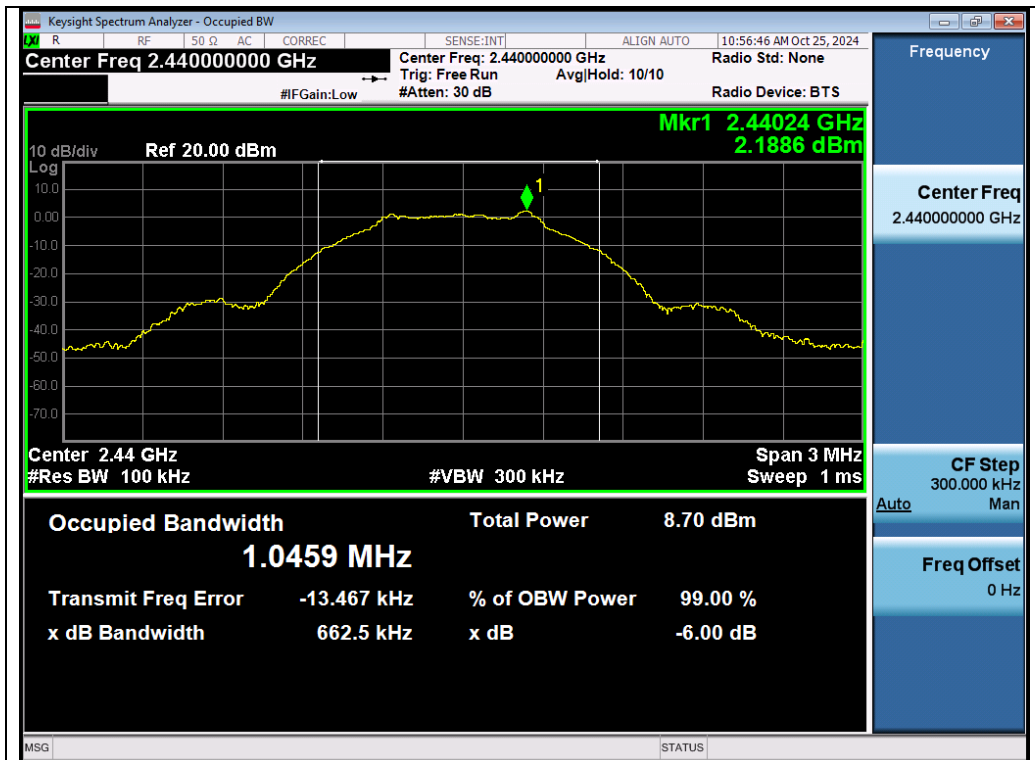 Keysight Spectrum Analyzer - Occupied BW
LXI R RF 50 Ω AC CORREC SENSE:INT ALIGN AUTO 10:56:46 AM Oct 25, 2024
Center Freq 2.440000000 GHz
Center Freq: 2.440000000 GHz
Radio Std: None
Trig: Free Run Avg|Hold: 10/10
#IFGain:Low #Atten: 30 dB
Radio Device: BTS
Mkr1 2.44024 GHz
2.1886 dBm
10 dB/div Ref 20.00 dBm
Log
10.0
1
0.00
-10.0
-20.0
-30.0
-40.0
-50.0
-60.0
-70.0
Center 2.44 GHz Span 3 MHz
#Res BW 100 kHz #VBW 300 kHz Sweep 1 ms
Occupied Bandwidth Total Power 8.70 dBm
1.0459 MHz
Transmit Freq Error -13.467 kHz % of OBW Power 99.00 %
x dB Bandwidth 662.5 kHz x dB -6.00 dB
Frequency
Center Freq
2.440000000 GHz
CF Step
300.000 kHz
Auto Man
Freq Offset
0 Hz
MSG STATUS